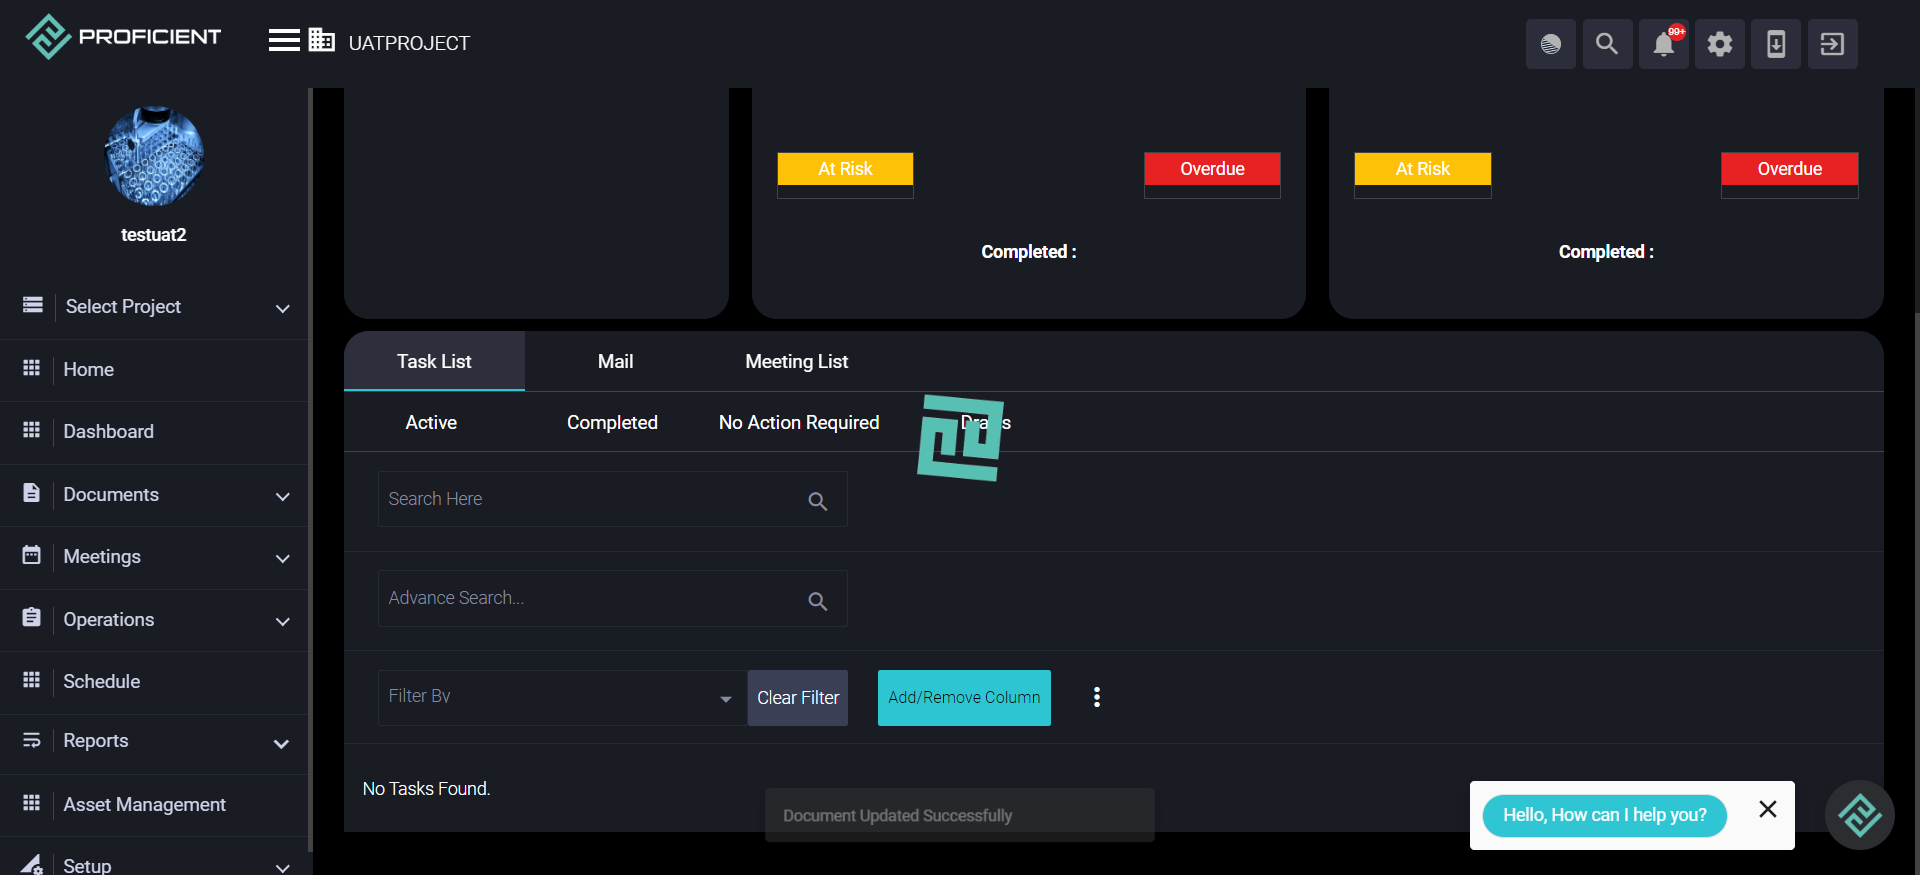 PROFICIENT
UATPROJECT
99+
testuat2
Select Project
Home
Dashboard
Documents
Meetings
Operations
Schedule
Reports
Asset Management
Setup
At Risk
Overdue
Completed :
At Risk
Overdue
Completed :
Task List
Mail
Meeting List
Active
Completed
No Action Required
Search Here
Advance Search...
Filter By
Clear Filter
Add/Remove Column
No Tasks Found.
Document Updated Successfully
Hello, How can I help you?